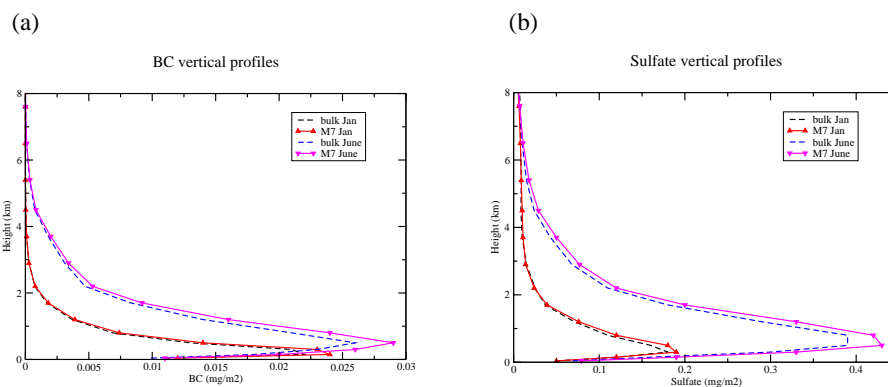 (a)
BC vertical profiles
8
6
4
2
0
Height (km)
bulk Jan
M7 Jan
bulk June
M7 June
0
0.005
0.01
0.015
0.02
0.025
0.03
BC (mg/m2)
(b)
Sulfate vertical profiles
8
6
4
2
0
Height (km)
bulk Jan
M7 Jan
bulk June
M7 June
0
0.1
0.2
0.3
0.4
Sulfate (mg/m2)